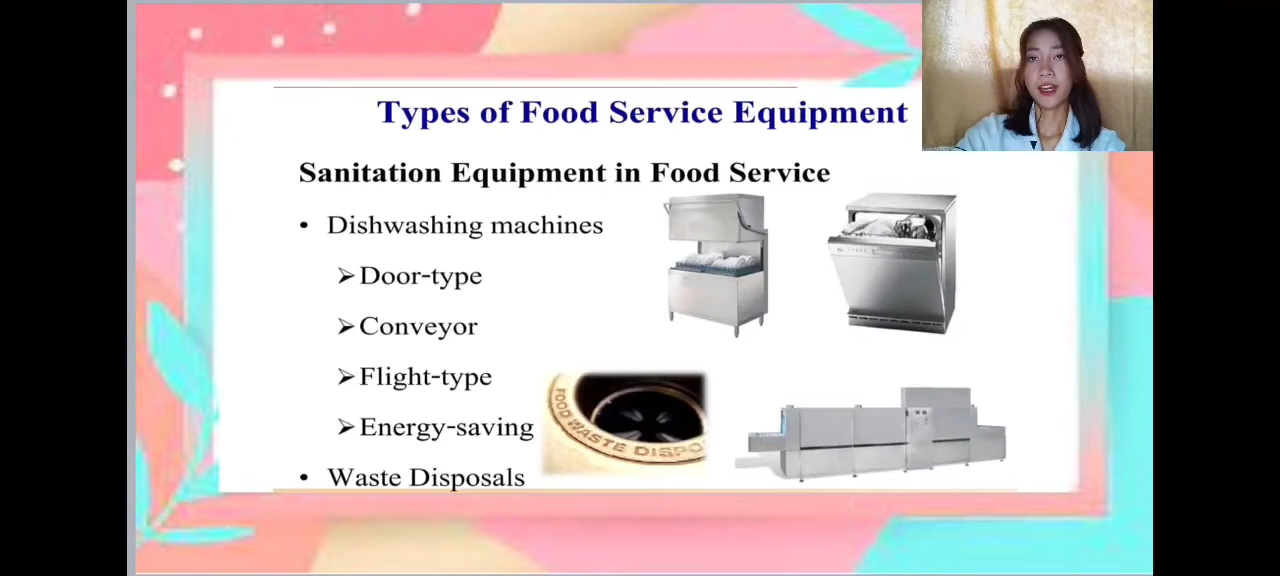 Types of Food Service Equipment
Sanitation Equipment in Food Service
• Dishwashing machines
➢Door-type
➢Conveyor
➢Flight-type
➢Energy-saving
• Waste Disposals
FOOD WASTE DISPO